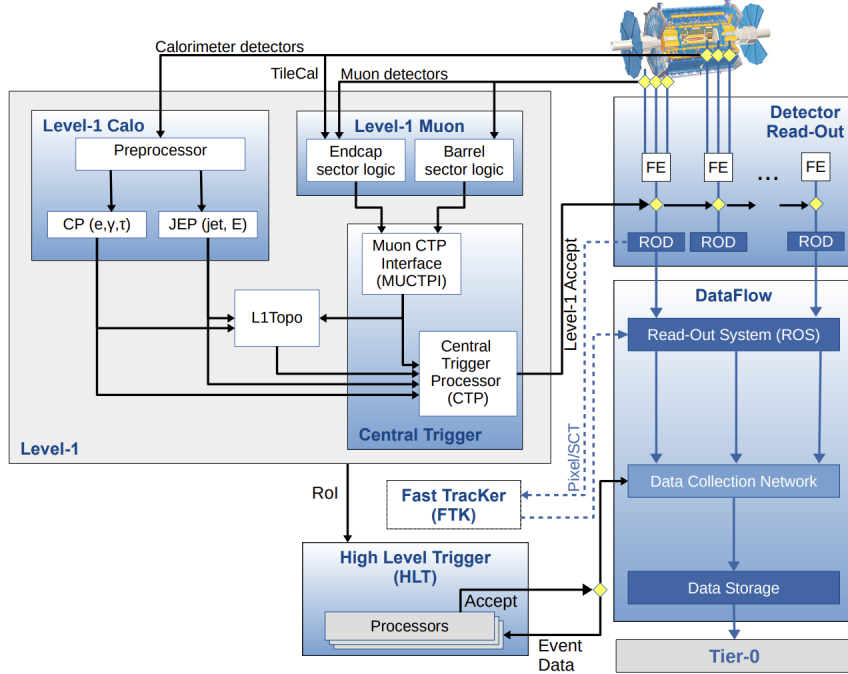 Calorimeter detectors
TileCal
Muon detectors
Level-1 Calo
Preprocessor
CP (e,γ,τ)
JEP (jet, E)
Level-1 Muon
Endcap
sector logic
Barrel
sector logic
Detector
Read-Out
FE
FE
...
FE
ROD
ROD
ROD
Muon CTP
Interface
(MUCTPI)
L1Topo
Central
Trigger
Processor
(CTP)
Central Trigger
Level-1
Level-1 Accept
DataFlow
Read-Out System (ROS)
Pixel/SCT
Data Collection Network
Data Storage
Tier-0
RoI
Fast TracKer
(FTK)
High Level Trigger
(HLT)
Accept
Processors
Event
Data